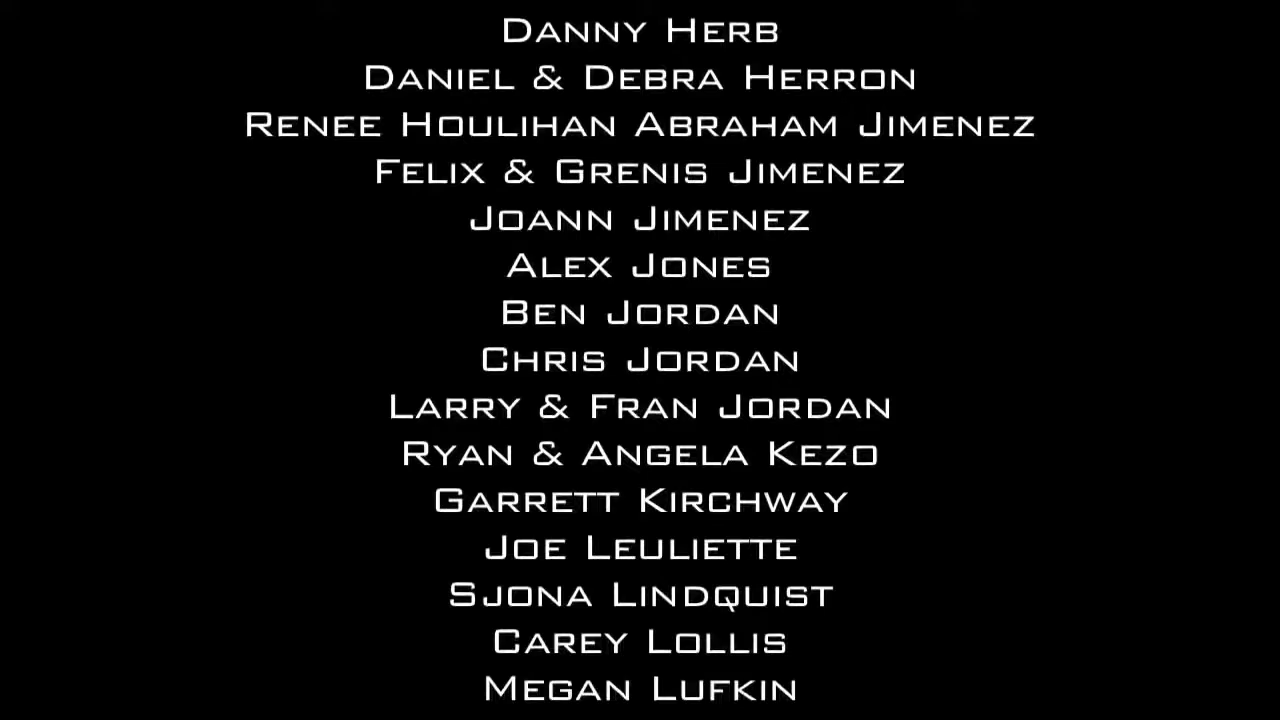 Danny Herb
Daniel & Debra Herron
Renee Houlihan Abraham Jimenez
Felix & Grenis Jimenez
Joann Jimenez
Alex Jones
Ben Jordan
Chris Jordan
Larry & Fran Jordan
Ryan & Angela Kezo
Garrett Kirchway
Joe Leuliette
Sjona Lindquist
Carey Lollis
Megan Lufkin